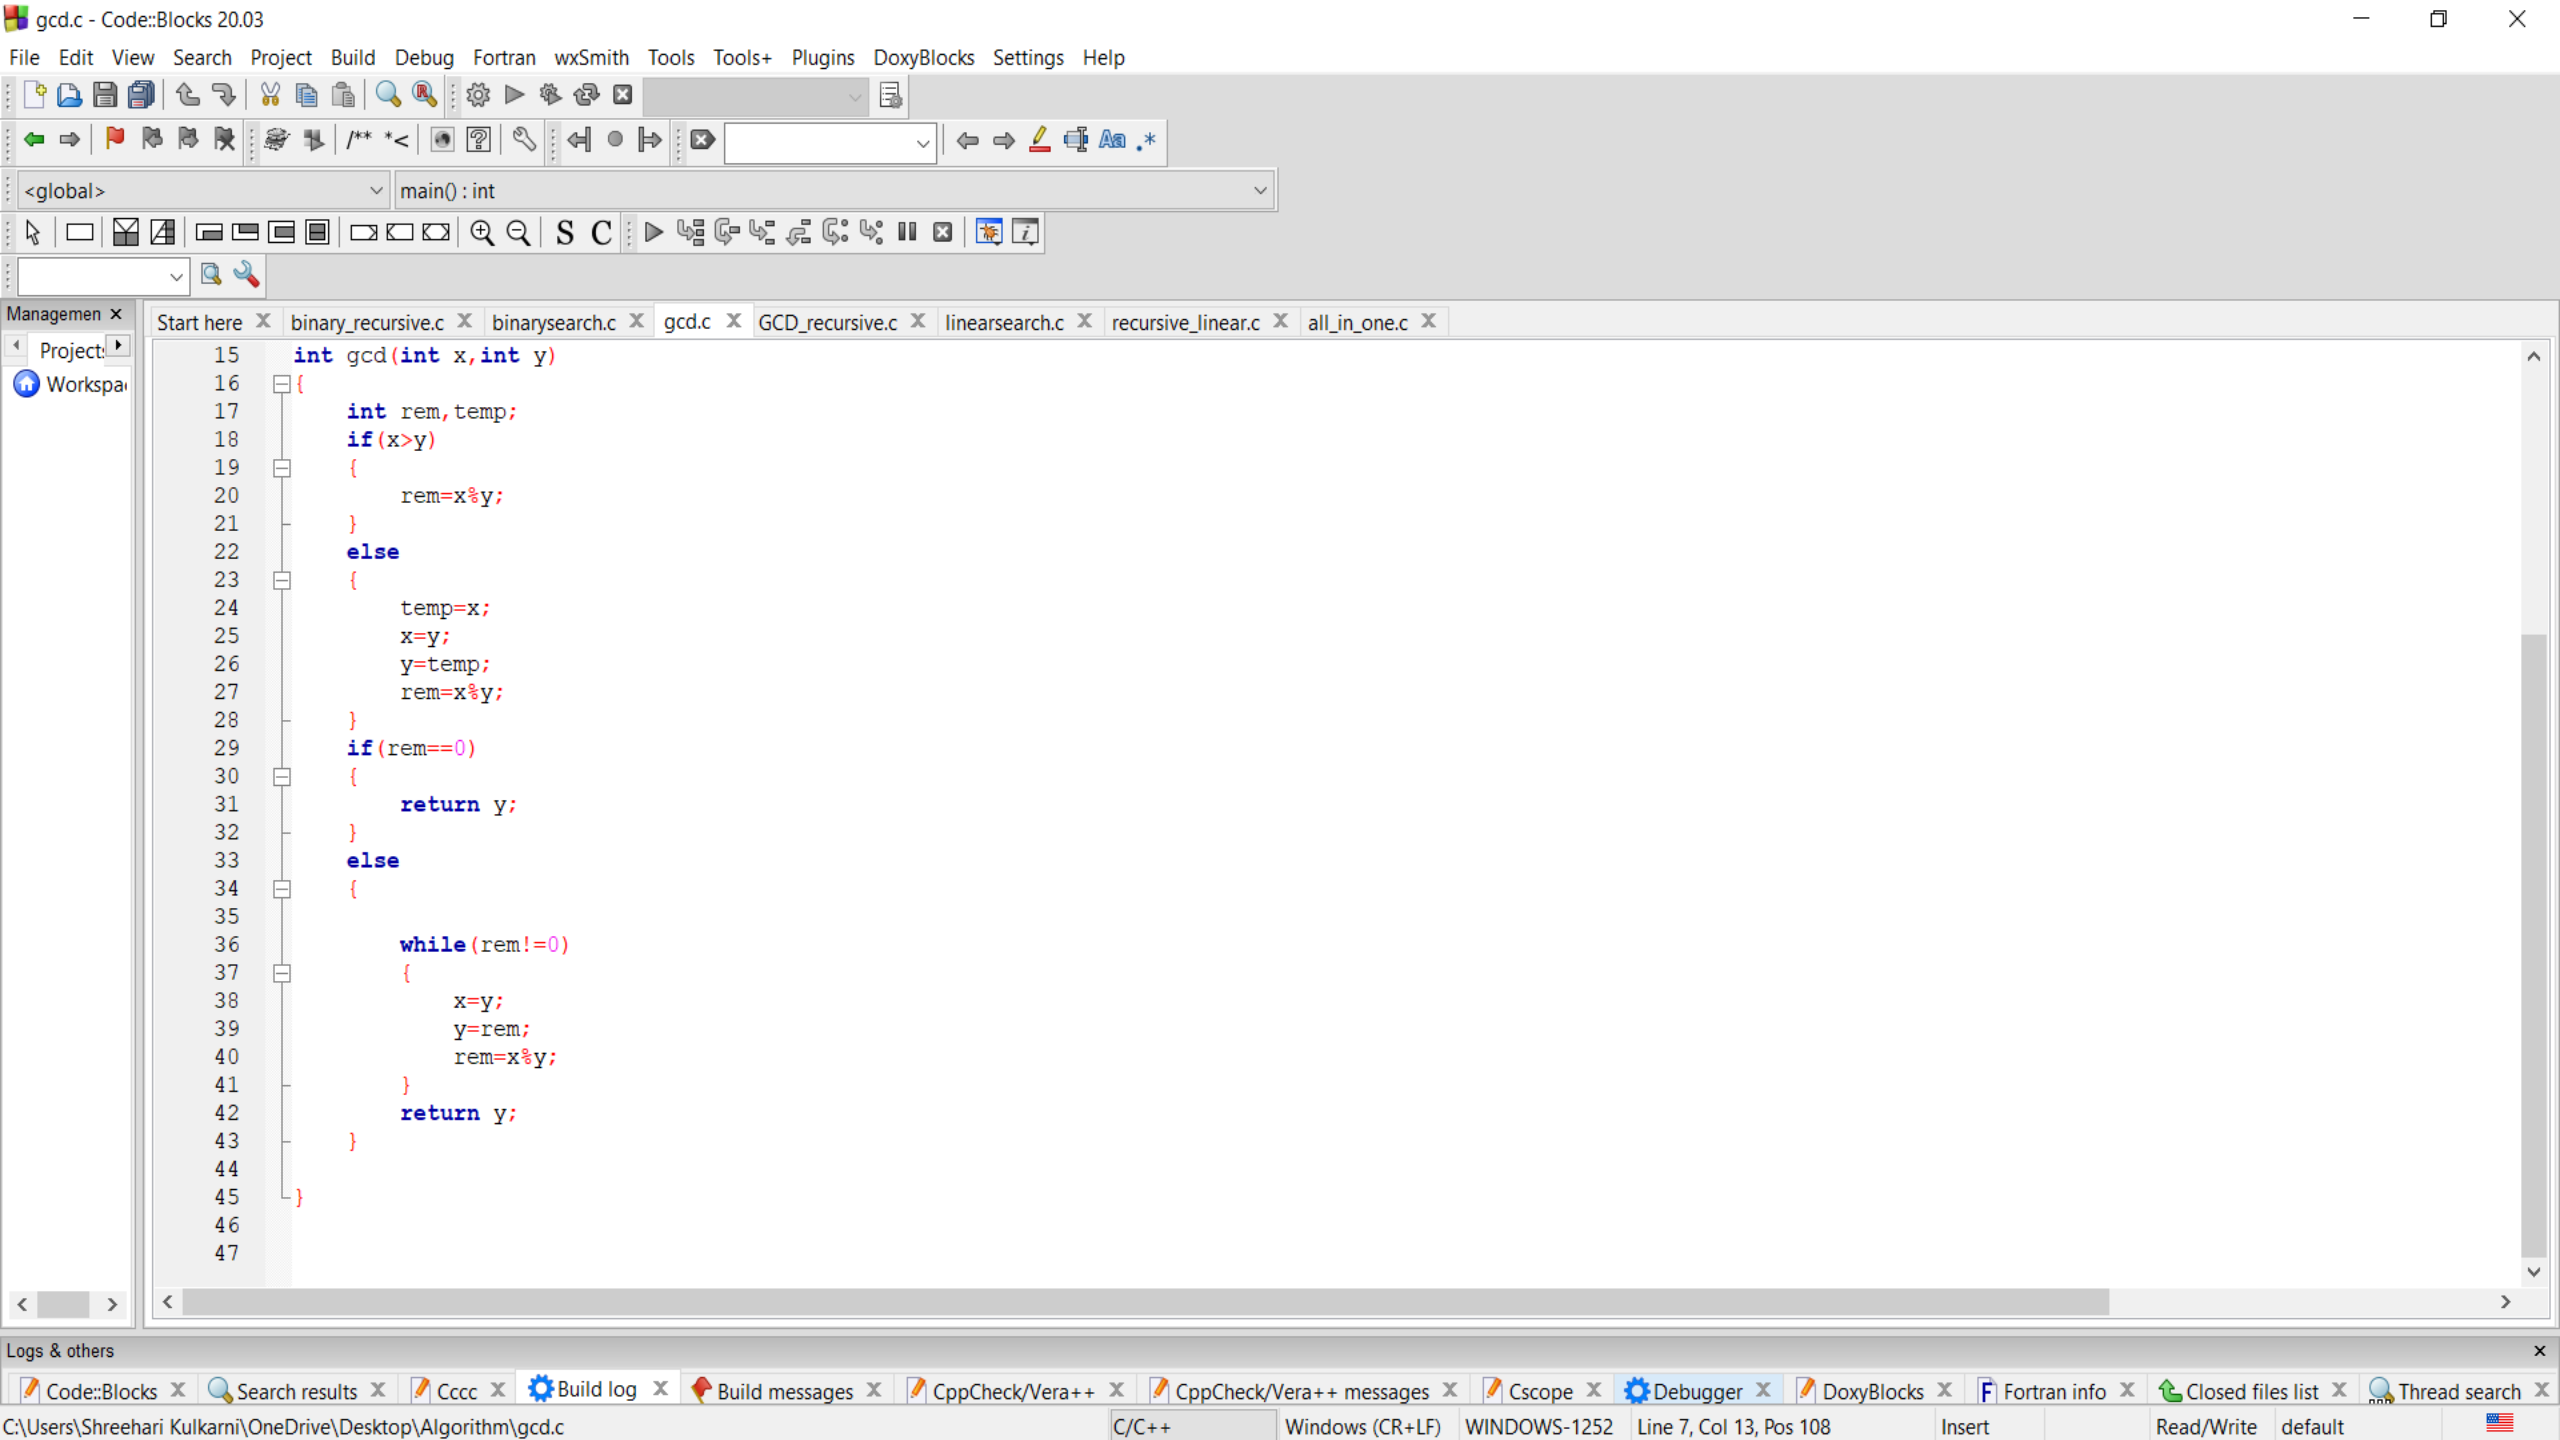 gcd.c - Code::Blocks 20.03
File Edit View Search Project Build Debug Fortran wxSmith Tools Tools+ Plugins DoxyBlocks Settings Help
/** *< Aa .*
<global> main() : int
S C i
Managemen Start here binary_recursive.c binarysearch.c gcd.c GCD_recursive.c linearsearch.c recursive_linear.c all_in_one.c
Projects
Workspa
15 int gcd(int x,int y)
16 {
17 int rem,temp;
18 if(x>y)
19 {
20 rem=x%y;
21 }
22 else
23 {
24 temp=x;
25 x=y;
26 y=temp;
27 rem=x%y;
28 }
29 if(rem==0)
30 {
31 return y;
32 }
33 else
34 {
35
36 while(rem!=0)
37 {
38 x=y;
39 y=rem;
40 rem=x%y;
41 }
42 return y;
43 }
44
45 }
46
47
Logs & others
Code::Blocks Search results Cccc Build log Build messages CppCheck/Vera++ CppCheck/Vera++ messages Cscope Debugger DoxyBlocks Fortran info Closed files list Thread search
C:\Users\Shreehari Kulkarni\OneDrive\Desktop\Algorithm\gcd.c C/C++ Windows (CR+LF) WINDOWS-1252 Line 7, Col 13, Pos 108 Insert Read/Write default